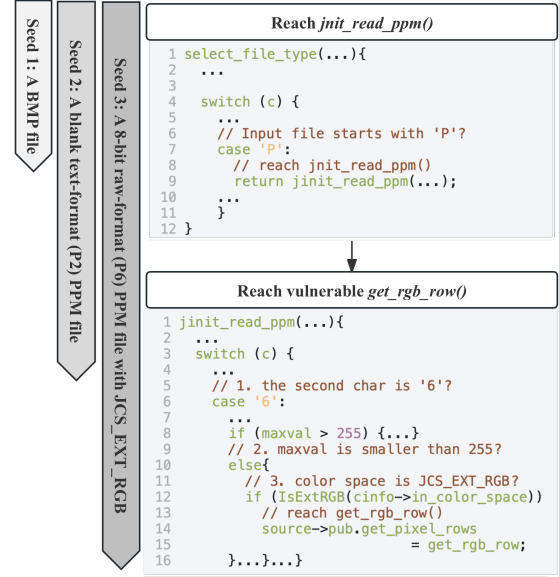 Seed 1: A BMP file
Seed 2: A blank text-format (P2) PPM file
Seed 3: A 8-bit raw-format (P6) PPM file with JCS_EXT_RGB
Reach jnit_read_ppm()
1 select_file_type(...){
2 ...
3
4 switch (c) {
5 ...
6 // Input file starts with 'P'?
7 case 'P':
8 // reach jnit_read_ppm()
9 return jinit_read_ppm(...);
10 ...
11 }
12 }
Reach vulnerable get_rgb_row()
1 jinit_read_ppm(...){
2 ...
3 switch (c) {
4 ...
5 // 1. the second char is '6'?
6 case '6':
7 ...
8 if (maxval > 255) {...}
9 // 2. maxval is smaller than 255?
10 else{
11 // 3. color space is JCS_EXT_RGB?
12 if (IsExtRGB(cinfo->in_color_space))
13 // reach get_rgb_row()
14 source->pub.get_pixel_rows
15 = get_rgb_row;
16 }...}...}